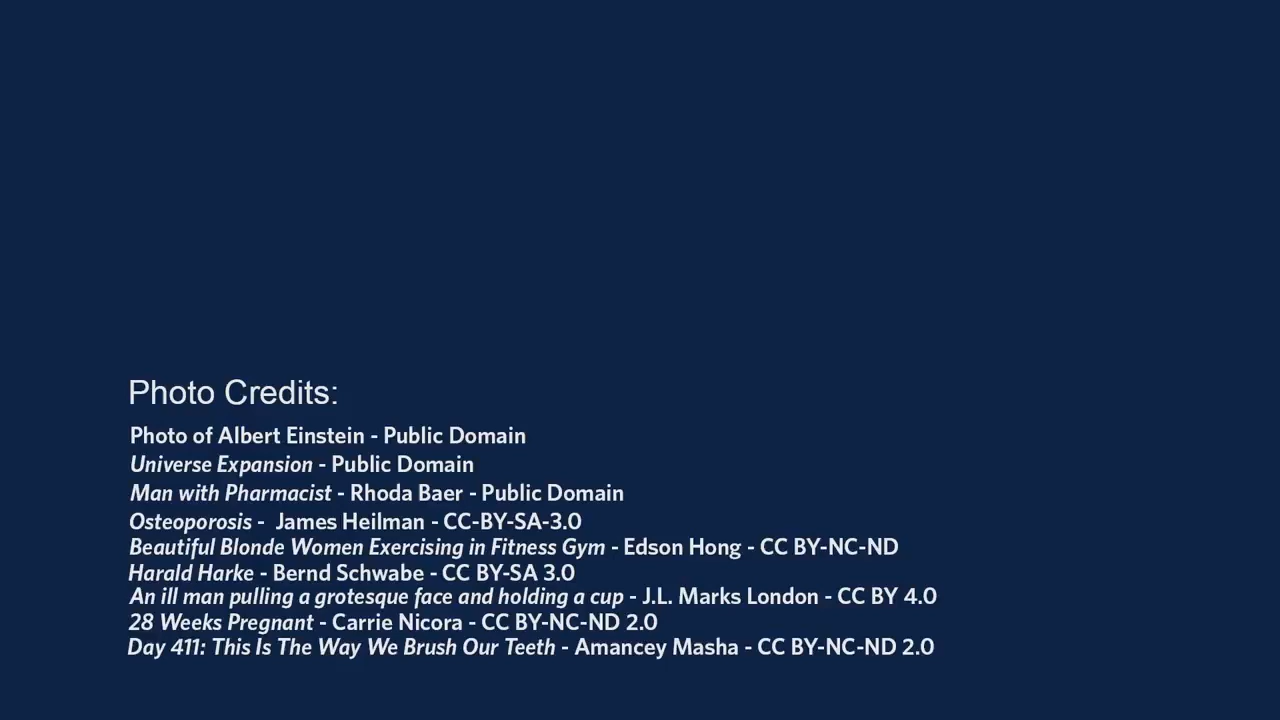 Photo Credits:
Photo of Albert Einstein - Public Domain
Universe Expansion - Public Domain
Man with Pharmacist - Rhoda Baer - Public Domain
Osteoporosis -  James Heilman - CC-BY-SA-3.0
Beautiful Blonde Women Exercising in Fitness Gym - Edson Hong - CC BY-NC-ND
Harald Harke - Bernd Schwabe - CC BY-SA 3.0
An ill man pulling a grotesque face and holding a cup - J.L. Marks London - CC BY 4.0
28 Weeks Pregnant - Carrie Nicora - CC BY-NC-ND 2.0
Day 411: This Is The Way We Brush Our Teeth - Amancey Masha - CC BY-NC-ND 2.0